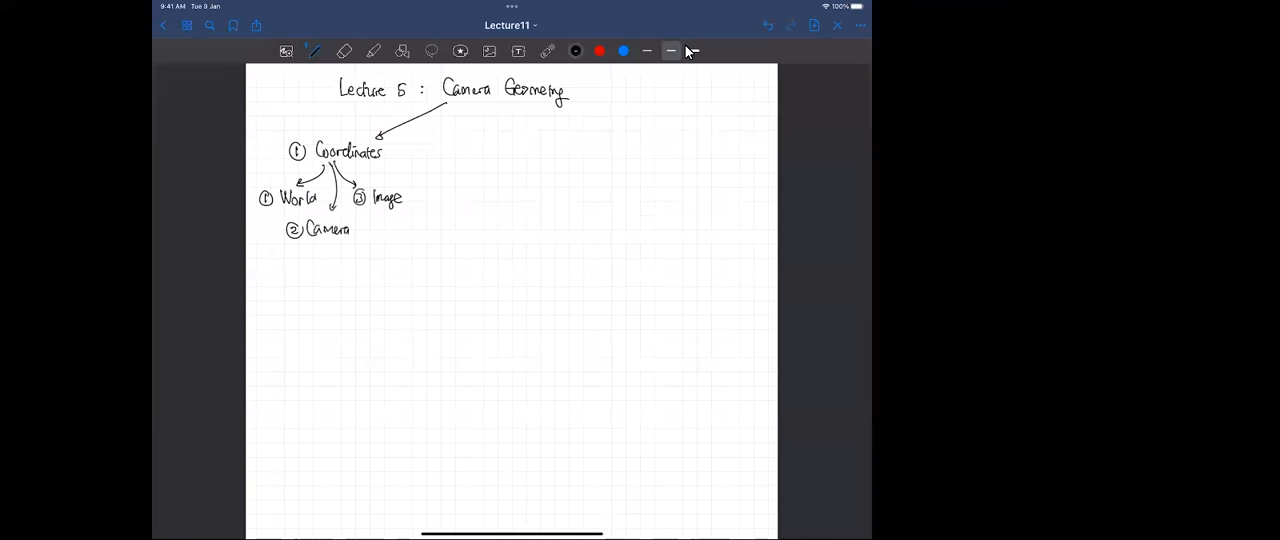 9:41 AM Tue 9 Jan
100%
Lecture11
Lecture 5 : Camera Geometry
① Coordinates
① World ③ Image
② Camera